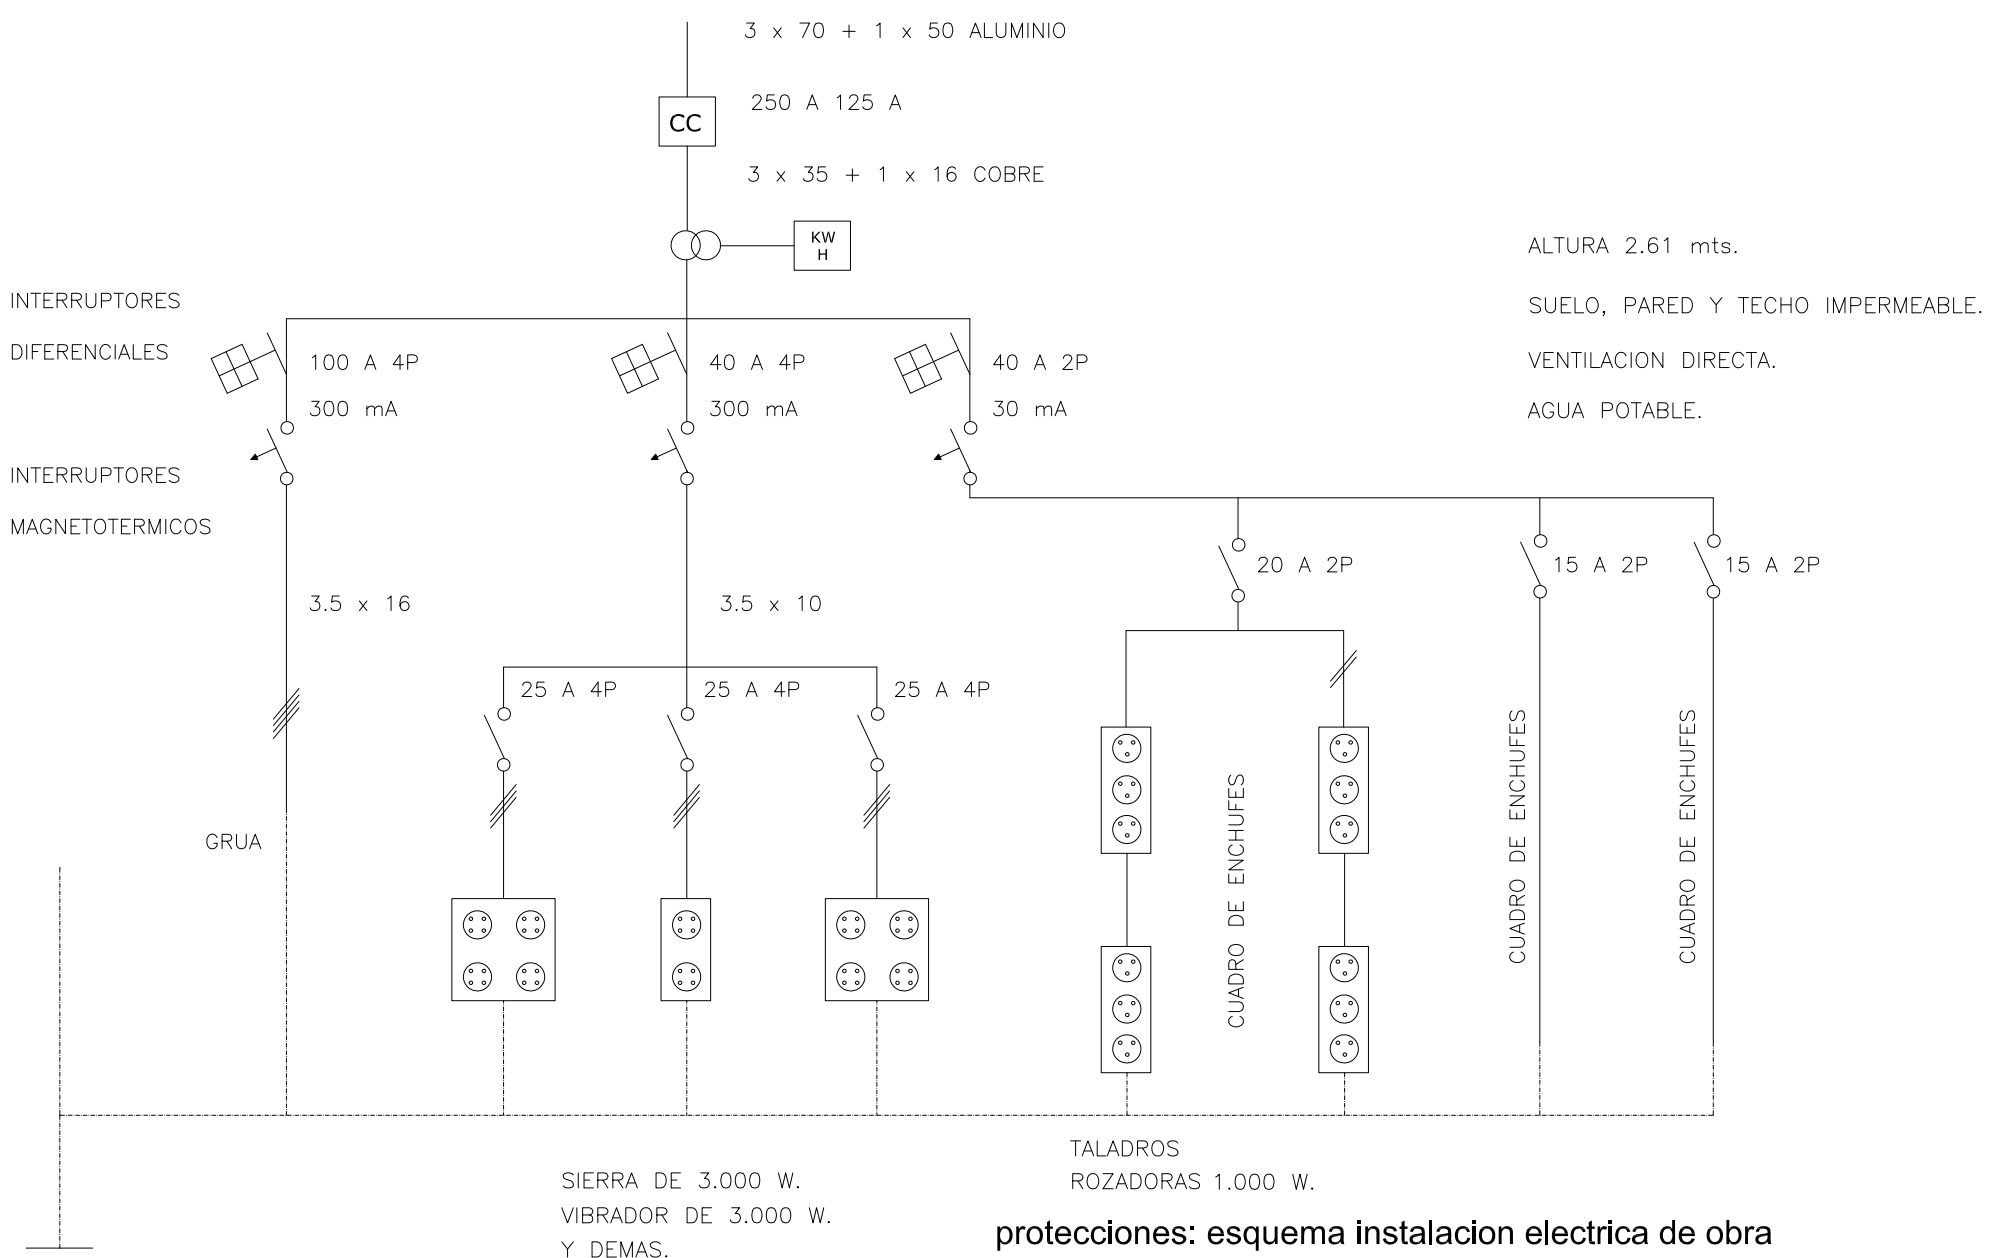 3 x 70 + 1 x 50 ALUMINIO
250 A 125 A
CC
3 x 35 + 1 x 16 COBRE
KW
H
ALTURA 2.61 mts.
SUELO, PARED Y TECHO IMPERMEABLE.
VENTILACION DIRECTA.
AGUA POTABLE.
INTERRUPTORES
DIFERENCIALES
100 A 4P
300 mA
40 A 4P
300 mA
40 A 2P
30 mA
INTERRUPTORES
MAGNETOTERMICOS
20 A 2P
15 A 2P
15 A 2P
3.5 x 16
3.5 x 10
25 A 4P
25 A 4P
25 A 4P
GRUA
CUADRO DE ENCHUFES
CUADRO DE ENCHUFES
CUADRO DE ENCHUFES
SIERRA DE 3.000 W.
VIBRADOR DE 3.000 W.
Y DEMAS.
TALADROS
ROZADORAS 1.000 W.
protecciones: esquema instalacion electrica de obra